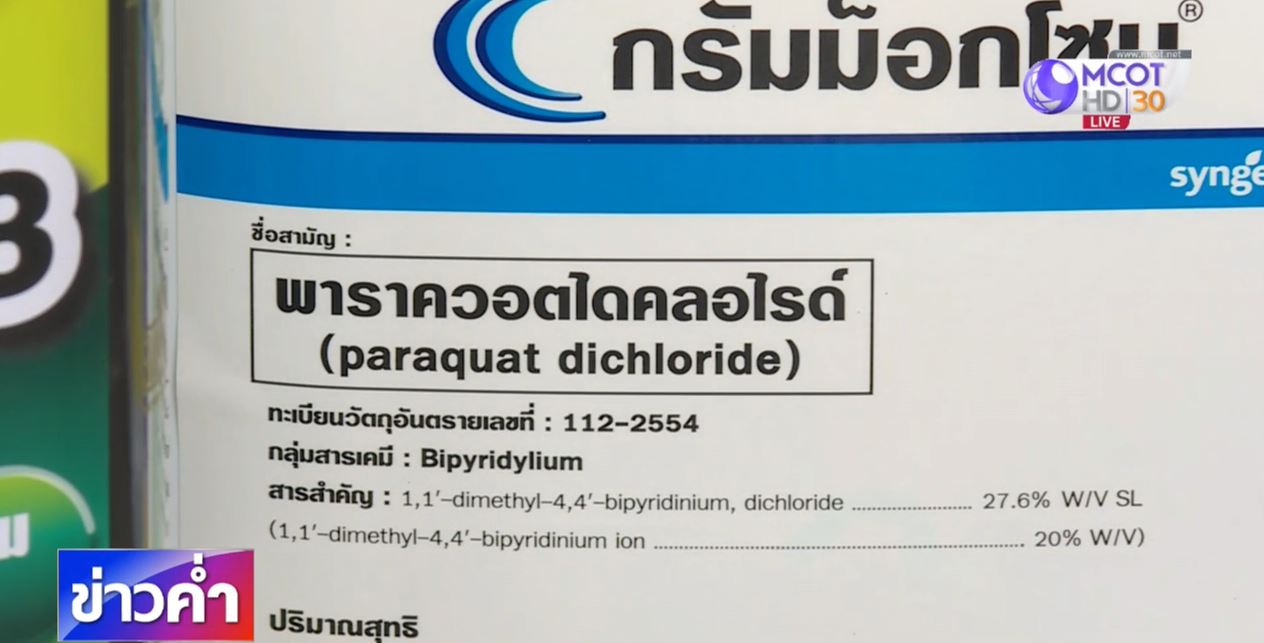 กรัมม็อกโซน®
www.mcot.net
MCOT
HD 30
LIVE
synge
ชื่อสามัญ :
พาราควอตไดคลอไรด์
(paraquat dichloride)
ทะเบียนวัตถุอันตรายเลขที่ : 112-2554
กลุ่มสารเคมี : Bipyridylium
สารสำคัญ : 1,1′-dimethyl-4,4′-bipyridinium, dichloride .................... 27.6% W/V SL
(1,1′-dimethyl-4,4′-bipyridinium ion ............................................................ 20% W/V)
ปริมาณสุทธิ
ข่าวค่ำ
8